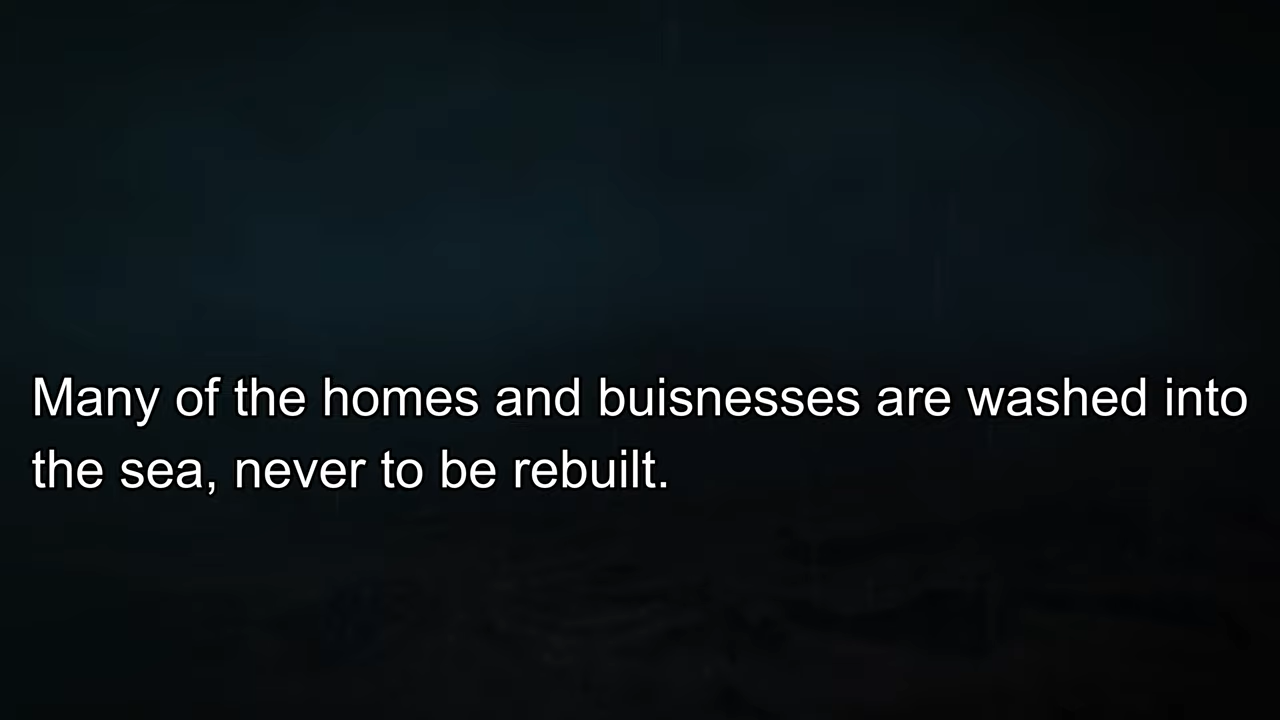 Many of the homes and buisnesses are washed into
the sea, never to be rebuilt.